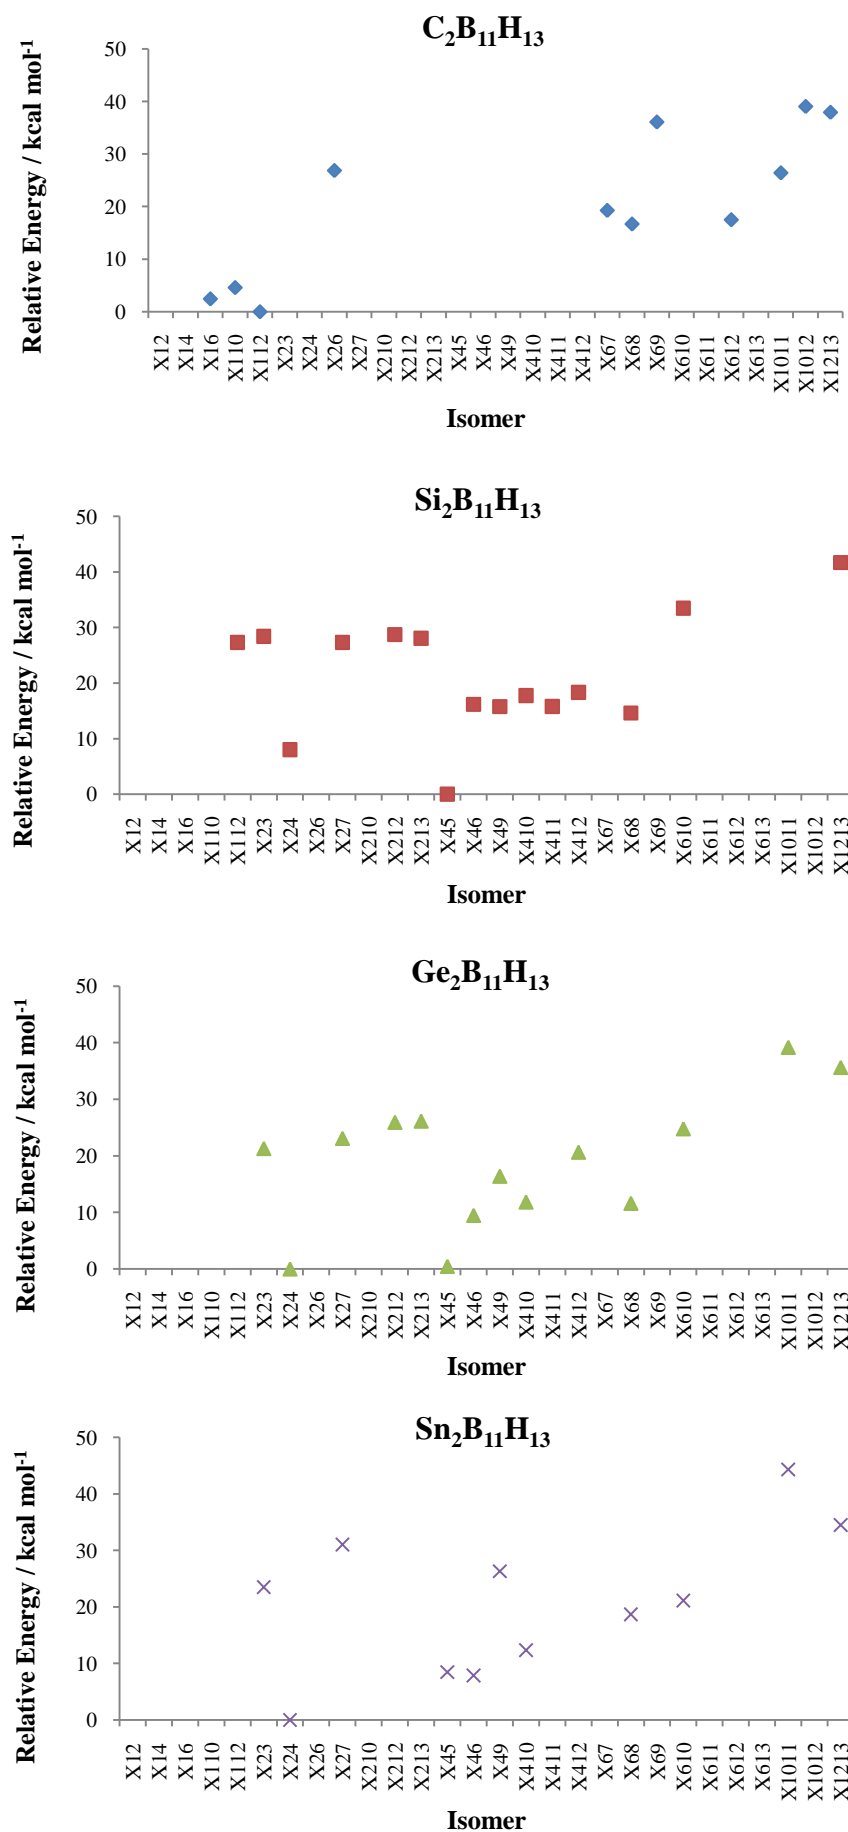 C₂B₁₁H₁₃
Relative Energy / kcal mol⁻¹
50
40
30
20
10
0
X12 X14 X16 X110 X112 X23 X24 X26 X27 X210 X212 X213 X45 X46 X49 X410 X411 X412 X67 X68 X69 X610 X611 X612 X613 X1011 X1012 X1213
Isomer
Si₂B₁₁H₁₃
Relative Energy / kcal mol⁻¹
50
40
30
20
10
0
X12 X14 X16 X110 X112 X23 X24 X26 X27 X210 X212 X213 X45 X46 X49 X410 X411 X412 X67 X68 X69 X610 X611 X612 X613 X1011 X1012 X1213
Isomer
Ge₂B₁₁H₁₃
Relative Energy / kcal mol⁻¹
50
40
30
20
10
0
X12 X14 X16 X110 X112 X23 X24 X26 X27 X210 X212 X213 X45 X46 X49 X410 X411 X412 X67 X68 X69 X610 X611 X612 X613 X1011 X1012 X1213
Isomer
Sn₂B₁₁H₁₃
Relative Energy / kcal mol⁻¹
50
40
30
20
10
0
X12 X14 X16 X110 X112 X23 X24 X26 X27 X210 X212 X213 X45 X46 X49 X410 X411 X412 X67 X68 X69 X610 X611 X612 X613 X1011 X1012 X1213
Isomer